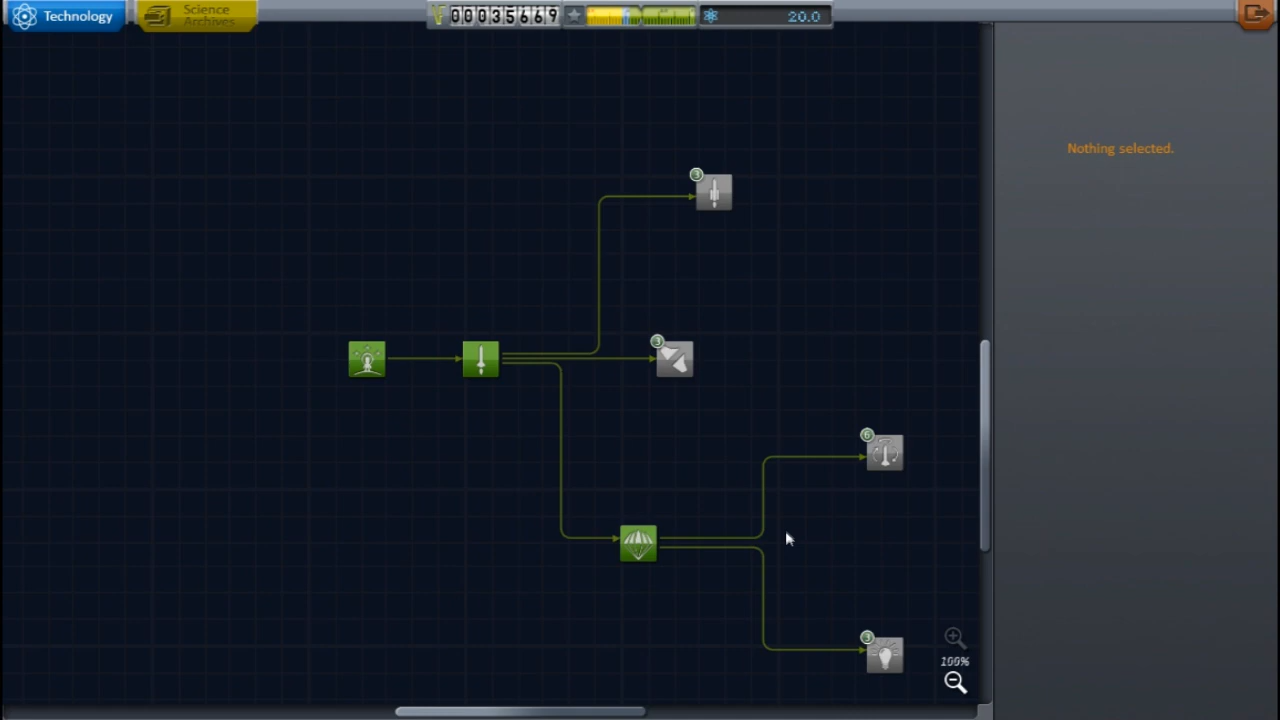 Technology
Science
Archives
00035669
20.0
Nothing selected.
3
3
6
3
100%